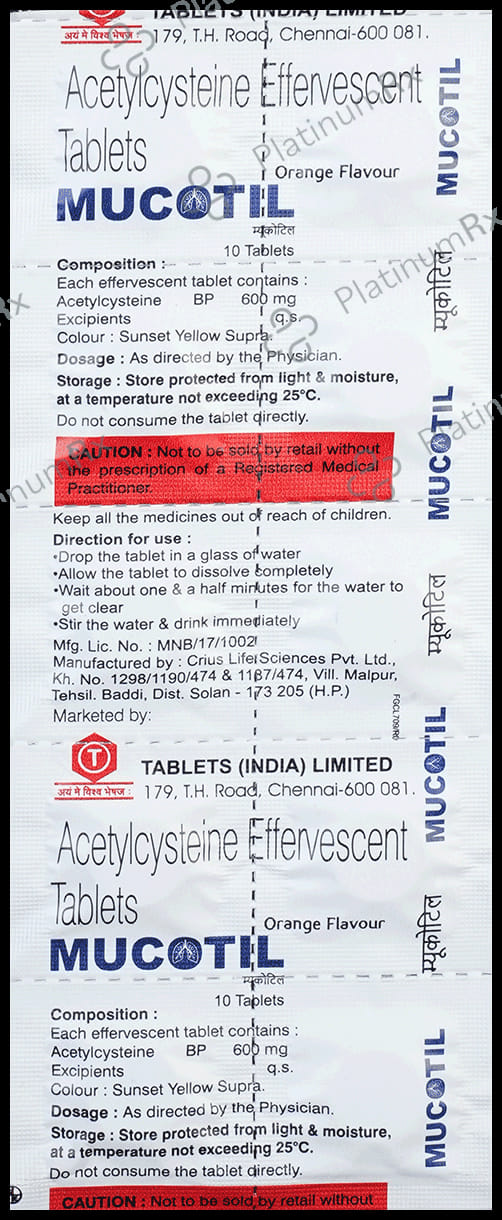 TABLETS (INDIA) LIMITED
अयं मे विश्व भेषजः
179, T.H. Road, Chennai-600 081.
Acetylcysteine Effervescent
Tablets
Orange Flavour
MUCOTIL
म्यूकोटिल
10 Tablets
Composition :
Each effervescent tablet contains :
Acetylcysteine BP 600 mg
Excipients q.s.
Colour : Sunset Yellow Supra.
Dosage : As directed by the Physician.
Storage : Store protected from light & moisture,
at a temperature not exceeding 25°C.
Do not consume the tablet directly.
CAUTION : Not to be sold by retail without
the prescription of a Registered Medical
Practitioner.
Keep all the medicines out of reach of children.
Direction for use :
•Drop the tablet in a glass of water
•Allow the tablet to dissolve completely
•Wait about one & a half minutes for the water to
get clear
•Stir the water & drink immediately
Mfg. Lic. No. : MNB/17/1002
Manufactured by : Crius Life Sciences Pvt. Ltd.,
Kh. No. 1298/1190/474 & 1187/474, Vill. Malpur,
Tehsil. Baddi, Dist. Solan - 173 205 (H.P.)
Marketed by:
FGCL709/R0
T
TABLETS (INDIA) LIMITED
अयं मे विश्व भेषजः
179, T.H. Road, Chennai-600 081.
Acetylcysteine Effervescent
Tablets
Orange Flavour
MUCOTIL
म्यूकोटिल
10 Tablets
Composition :
Each effervescent tablet contains :
Acetylcysteine BP 600 mg
Excipients q.s.
Colour : Sunset Yellow Supra.
Dosage : As directed by the Physician.
Storage : Store protected from light & moisture,
at a temperature not exceeding 25°C.
Do not consume the tablet directly.
CAUTION : Not to be sold by retail without
MUCOTIL
म्यूकोटिल
MUCOTIL
म्यूकोटिल
MUCOTIL
म्यूकोटिल
MUCOTIL
PlatinumRx
PlatinumRx
PlatinumRx
PlatinumRx